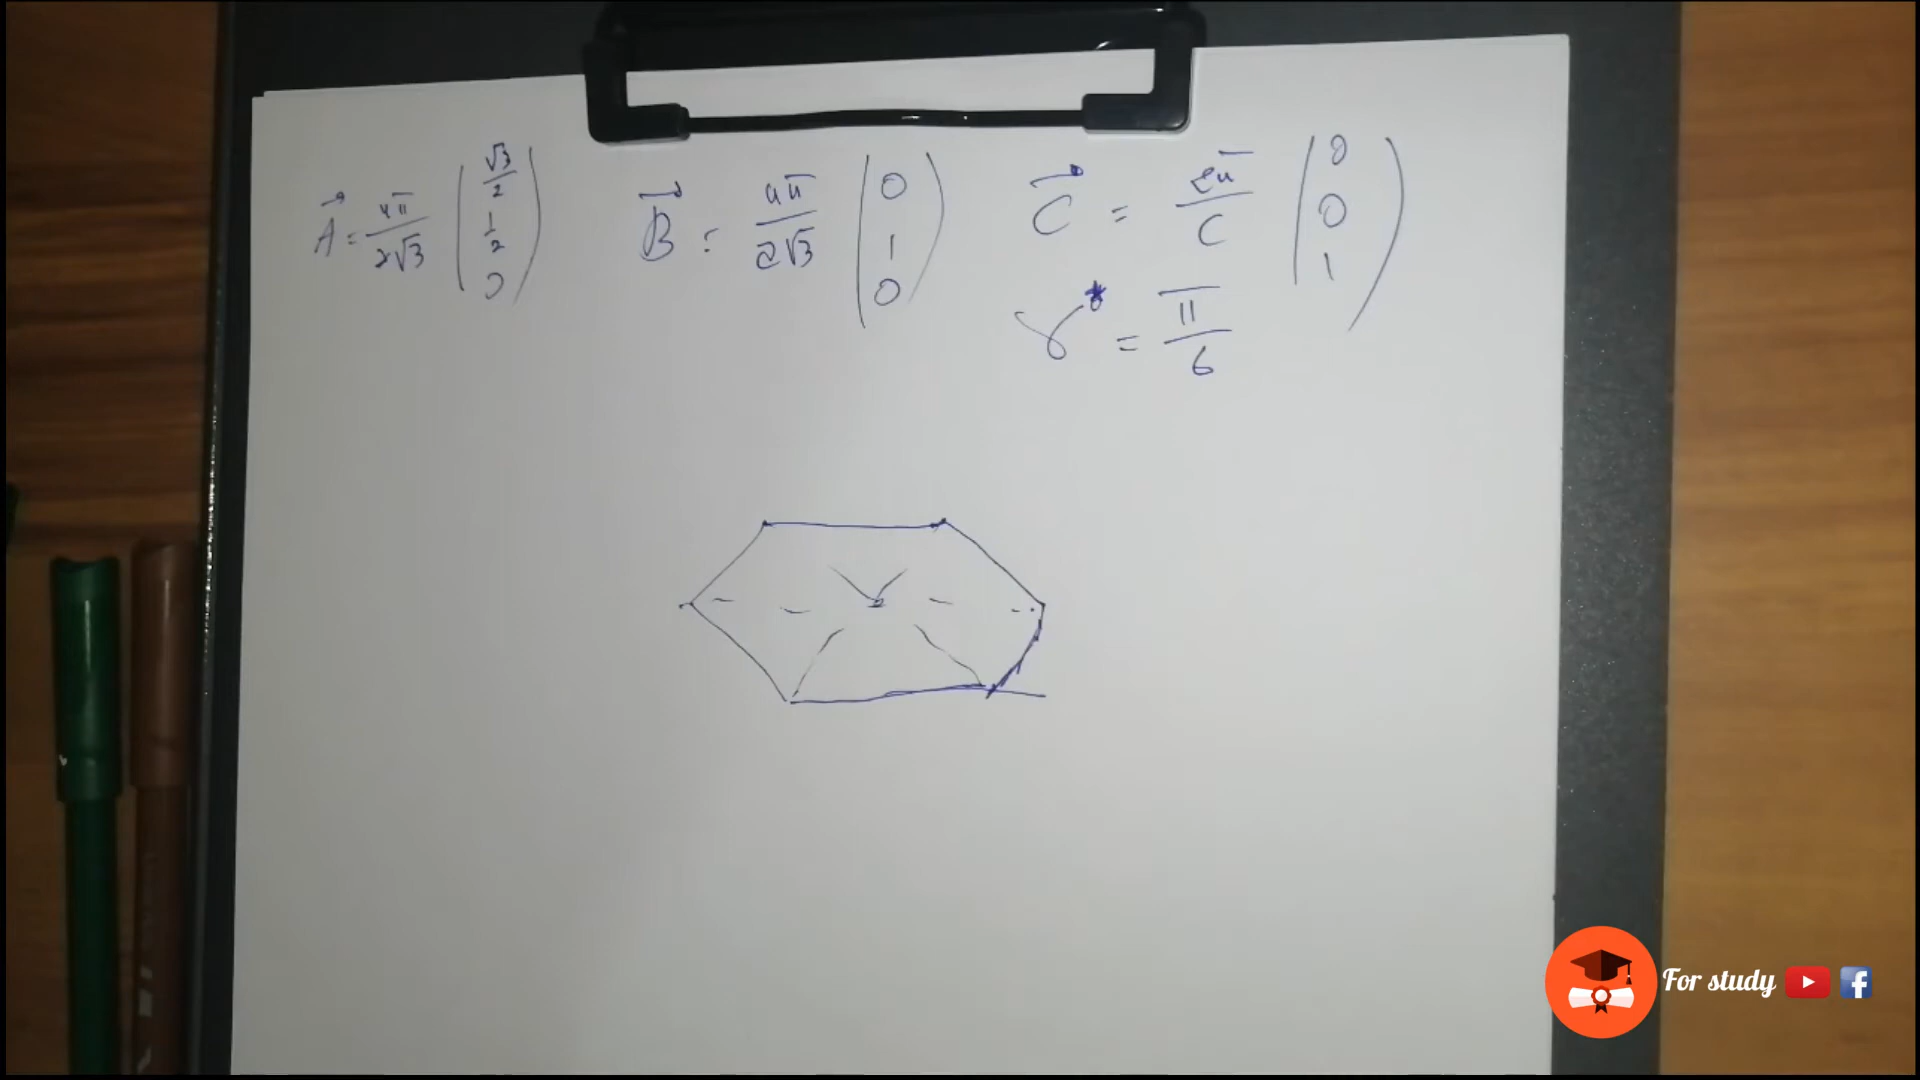 A⃗ = 4π/2√3 (√3/2 1/2 0)
B⃗ = 4π/2√3 (0 1 0)
C⃗ = 2π/C (0 0 1)
γ* = π/6
For study